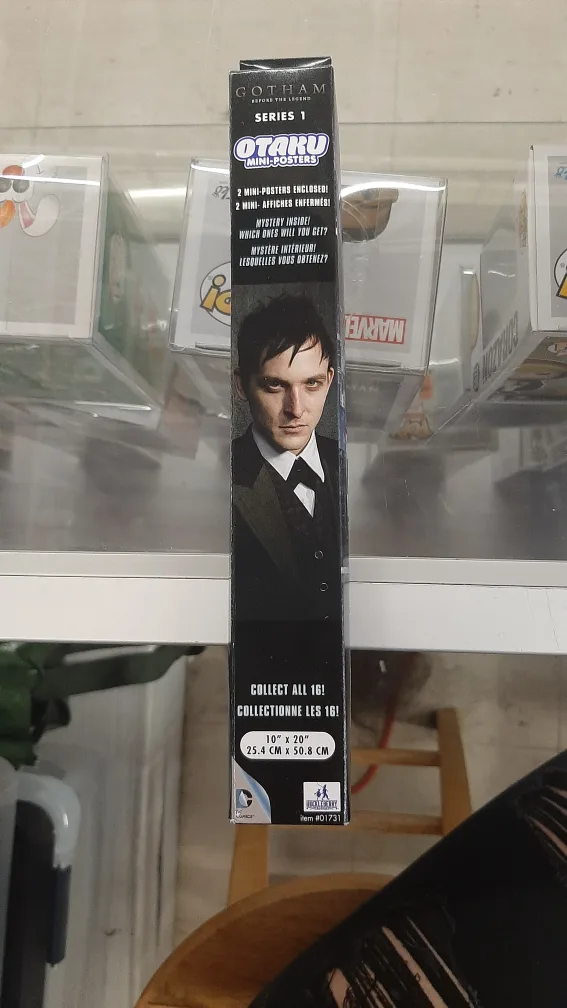 GOTHAM
BEFORE THE LEGEND
SERIES 1
OTAKU
MINI-POSTERS
2 MINI-POSTERS ENCLOSED!
2 MINI- AFFICHES ENFERMÉS!
MYSTERY INSIDE!
WHICH ONES WILL YOU GET?
MYSTÈRE INTÉRIEUR!
LESQUELLES VOUS OBTENEZ?
MARVEL
COLLECT ALL 16!
COLLECTIONNE LES 16!
10" x 20"
25.4 CM x 50.8 CM
HUCKLEBERRY
item #01731